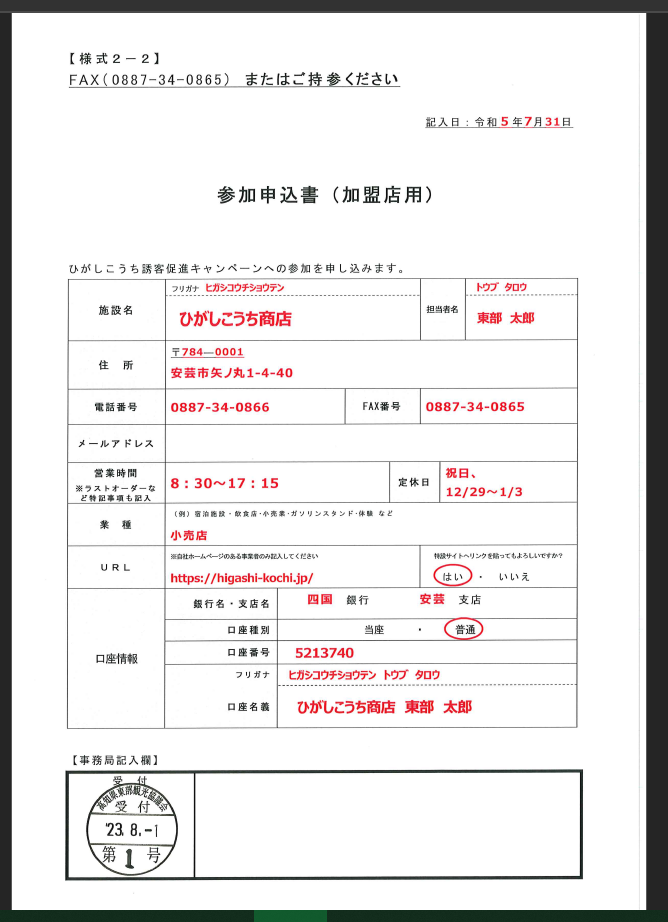 【様式２－２】
FAX（0887-34-0865） またはご持参ください
記入日：令和５年7月31日
参加申込書（加盟店用）
ひがしこうち誘客促進キャンペーンへの参加を申し込みます。
施設名
フリガナ ヒガシコウチショウテン
ひがしこうち商店
担当者名
トウブ タロウ
東部 太郎
住 所
〒784―0001
安芸市矢ノ丸1-4-40
電話番号
0887-34-0866
FAX番号
0887-34-0865
メールアドレス
営業時間
※ラストオーダーな
ど特記事項も記入
8：30～17：15
定休日
祝日、
12/29～1/3
業 種
（例）宿泊施設・飲食店・小売業・ガソリンスタンド・体験 など
小売店
ＵＲＬ
※自社ホームページのある事業者のみ記入してください
https://higashi-kochi.jp/
特設サイトへリンクを貼ってもよろしいですか？
はい ・ いいえ
口座情報
銀行名・支店名
四国 銀行 安芸 支店
口座種別
当座 ・ 普通
口座番号
5213740
フリガナ
ヒガシコウチショウテン トウブ タロウ
口座名義
ひがしこうち商店 東部 太郎
【事務局記入欄】
受 付
高知県東部観光協議会
受 付
'23.8.-1
第 1 号